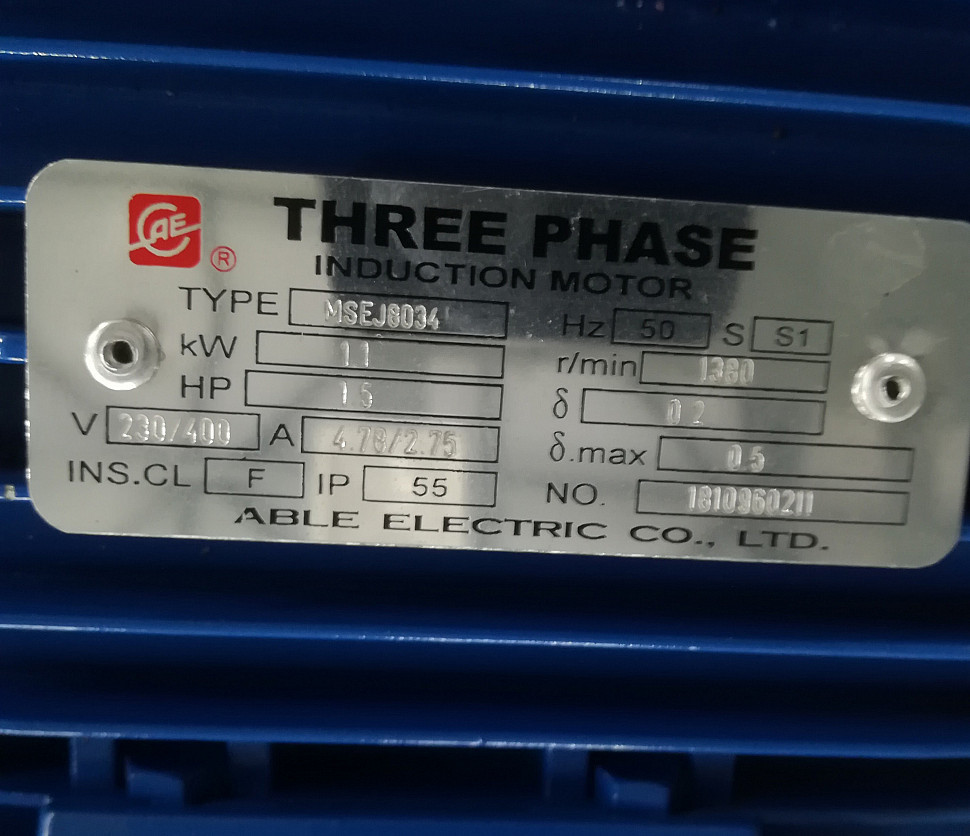 CAE ®
THREE PHASE
INDUCTION MOTOR
TYPE MSEJ8034 Hz 50 S S1
kW 1.1 r/min 1380
HP 1.5 δ 0.2
V 230/400 A 4.78/2.75 δ.max 0.5
INS.CL F IP 55 NO. 1810960211
ABLE ELECTRIC CO., LTD.